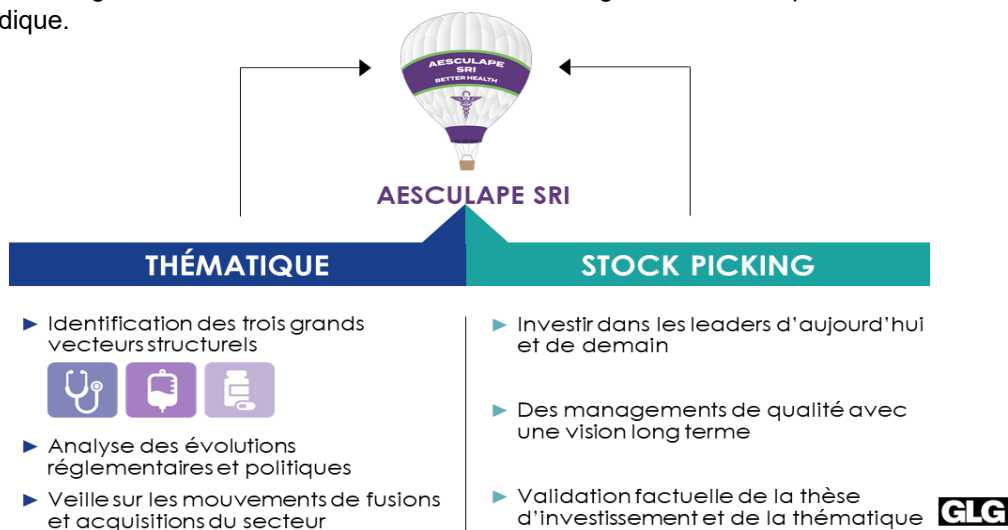 dique.
AESCULAPE
SRI
BETTER HEALTH
AESCULAPE SRI
THÉMATIQUE
► Identification des trois grands
vecteurs structurels
► Analyse des évolutions
réglementaires et politiques
► Veille sur les mouvements de fusions
et acquisitions du secteur
STOCK PICKING
► Investir dans les leaders d'aujourd'hui
et de demain
► Des managements de qualité avec
une vision long terme
► Validation factuelle de la thèse
d'investissement et de la thématique
GLG